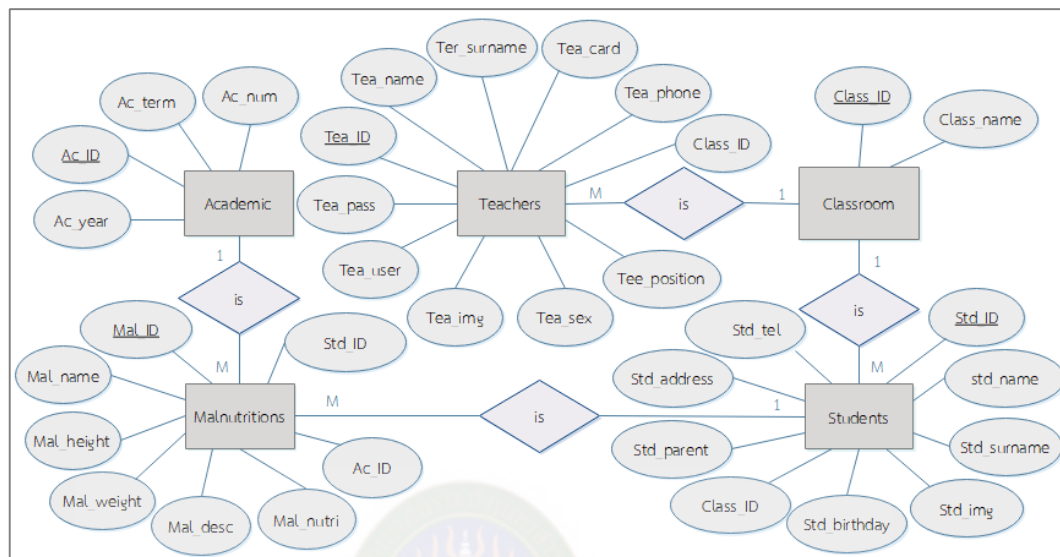 Ter_surname
Tea_card
Tea_name
Ac_term
Ac_num
Tea_phone
Class_ID
Class_name
Tea_ID
Class_ID
Ac_ID
Academic
Teachers
M
is
1
Classroom
Tea_pass
Ac_year
1
Tea_user
Tee_position
1
is
Tea_img
Tea_sex
is
Mal_ID
Std_ID
Std_tel
Std_ID
M
M
Mal_name
Std_address
std_name
Malnutritions
M
is
1
Students
Mal_height
Std_parent
Std_surname
Ac_ID
Mal_weight
Class_ID
Std_img
Mal_desc
Mal_nutri
Std_birthday